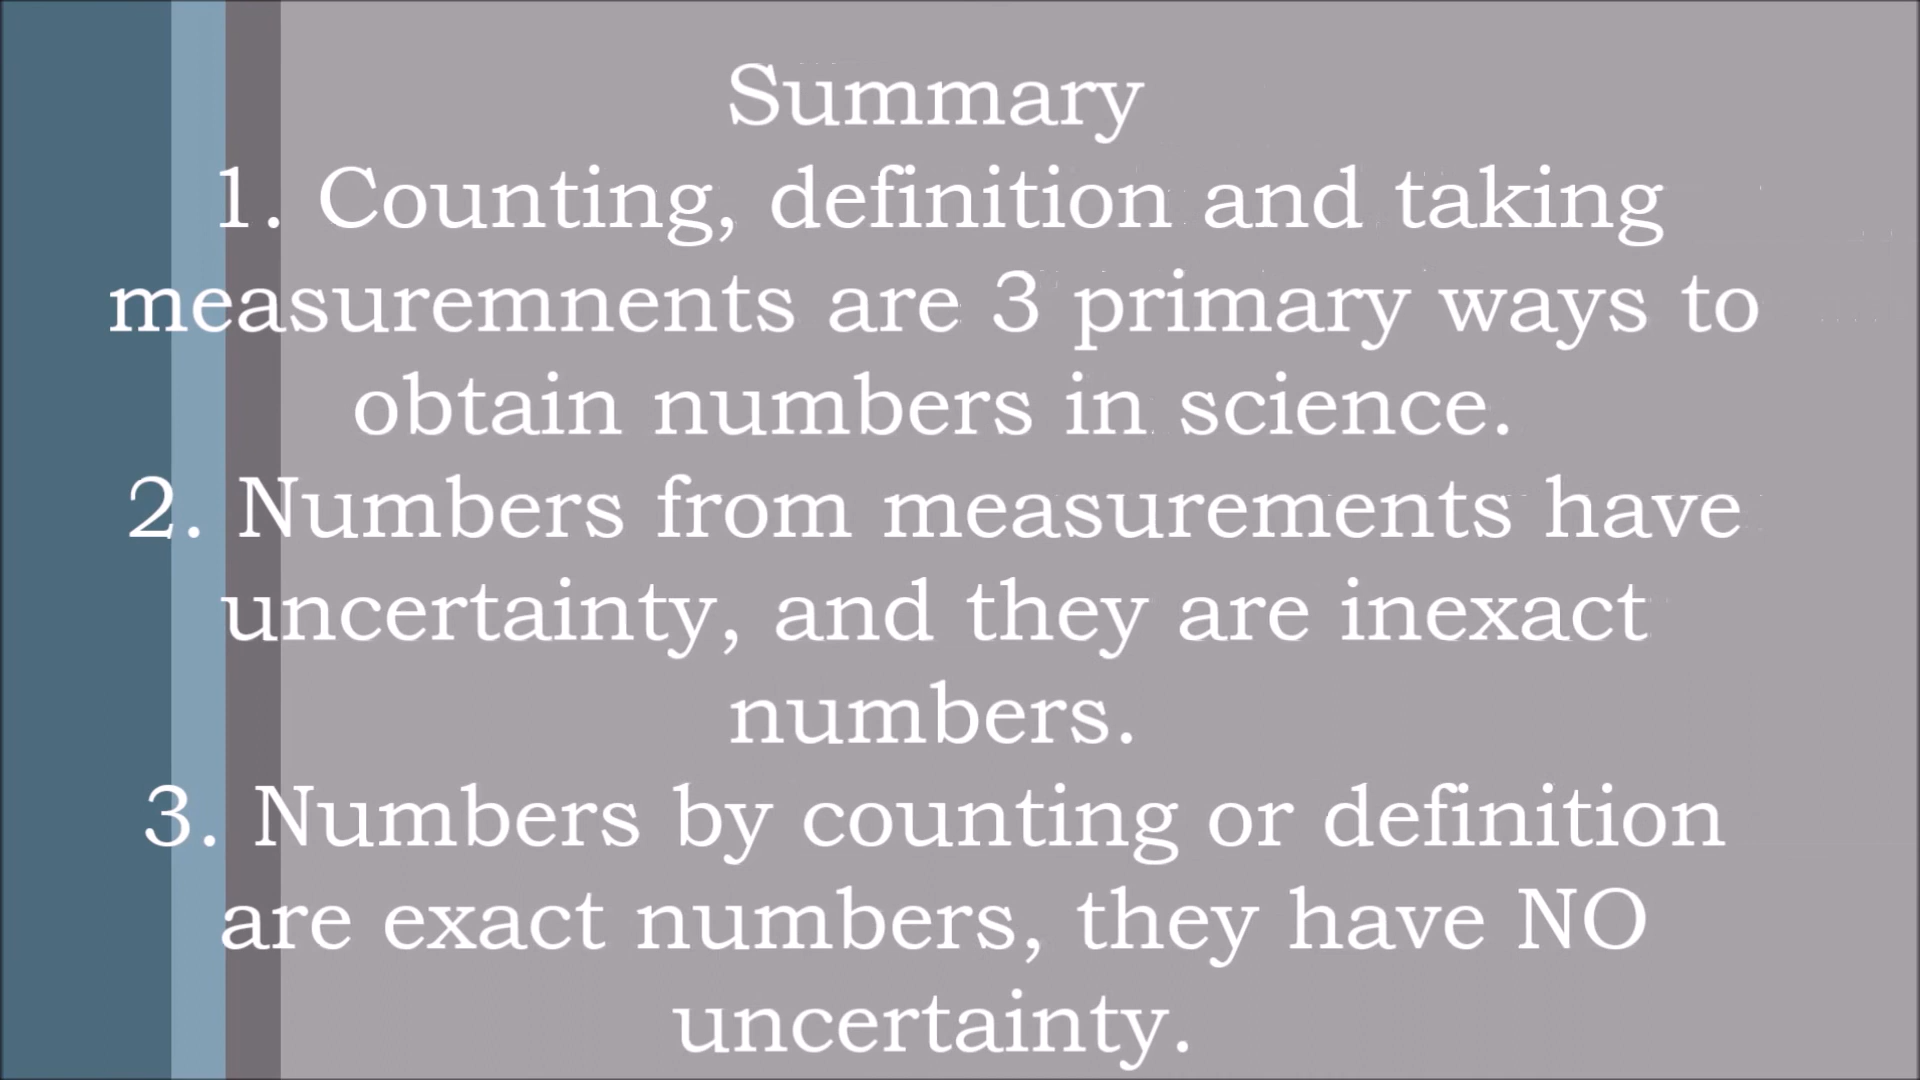 Summary
1. Counting, definition and taking
measuremnents are 3 primary ways to
obtain numbers in science.
2. Numbers from measurements have
uncertainty, and they are inexact
numbers.
3. Numbers by counting or definition
are exact numbers, they have NO
uncertainty.